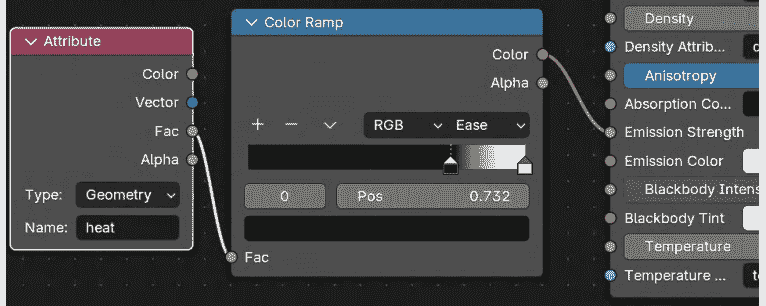 Attribute
Color
Vector
Fac
Alpha
Type: Geometry
Name: heat
Color Ramp
Color
Alpha
RGB Ease
0 Pos 0.732
Fac
Density
Density Attrib...
Anisotropy
Absorption Co...
Emission Strength
Emission Color
Blackbody Intens
Blackbody Tint
Temperature
Temperature ...